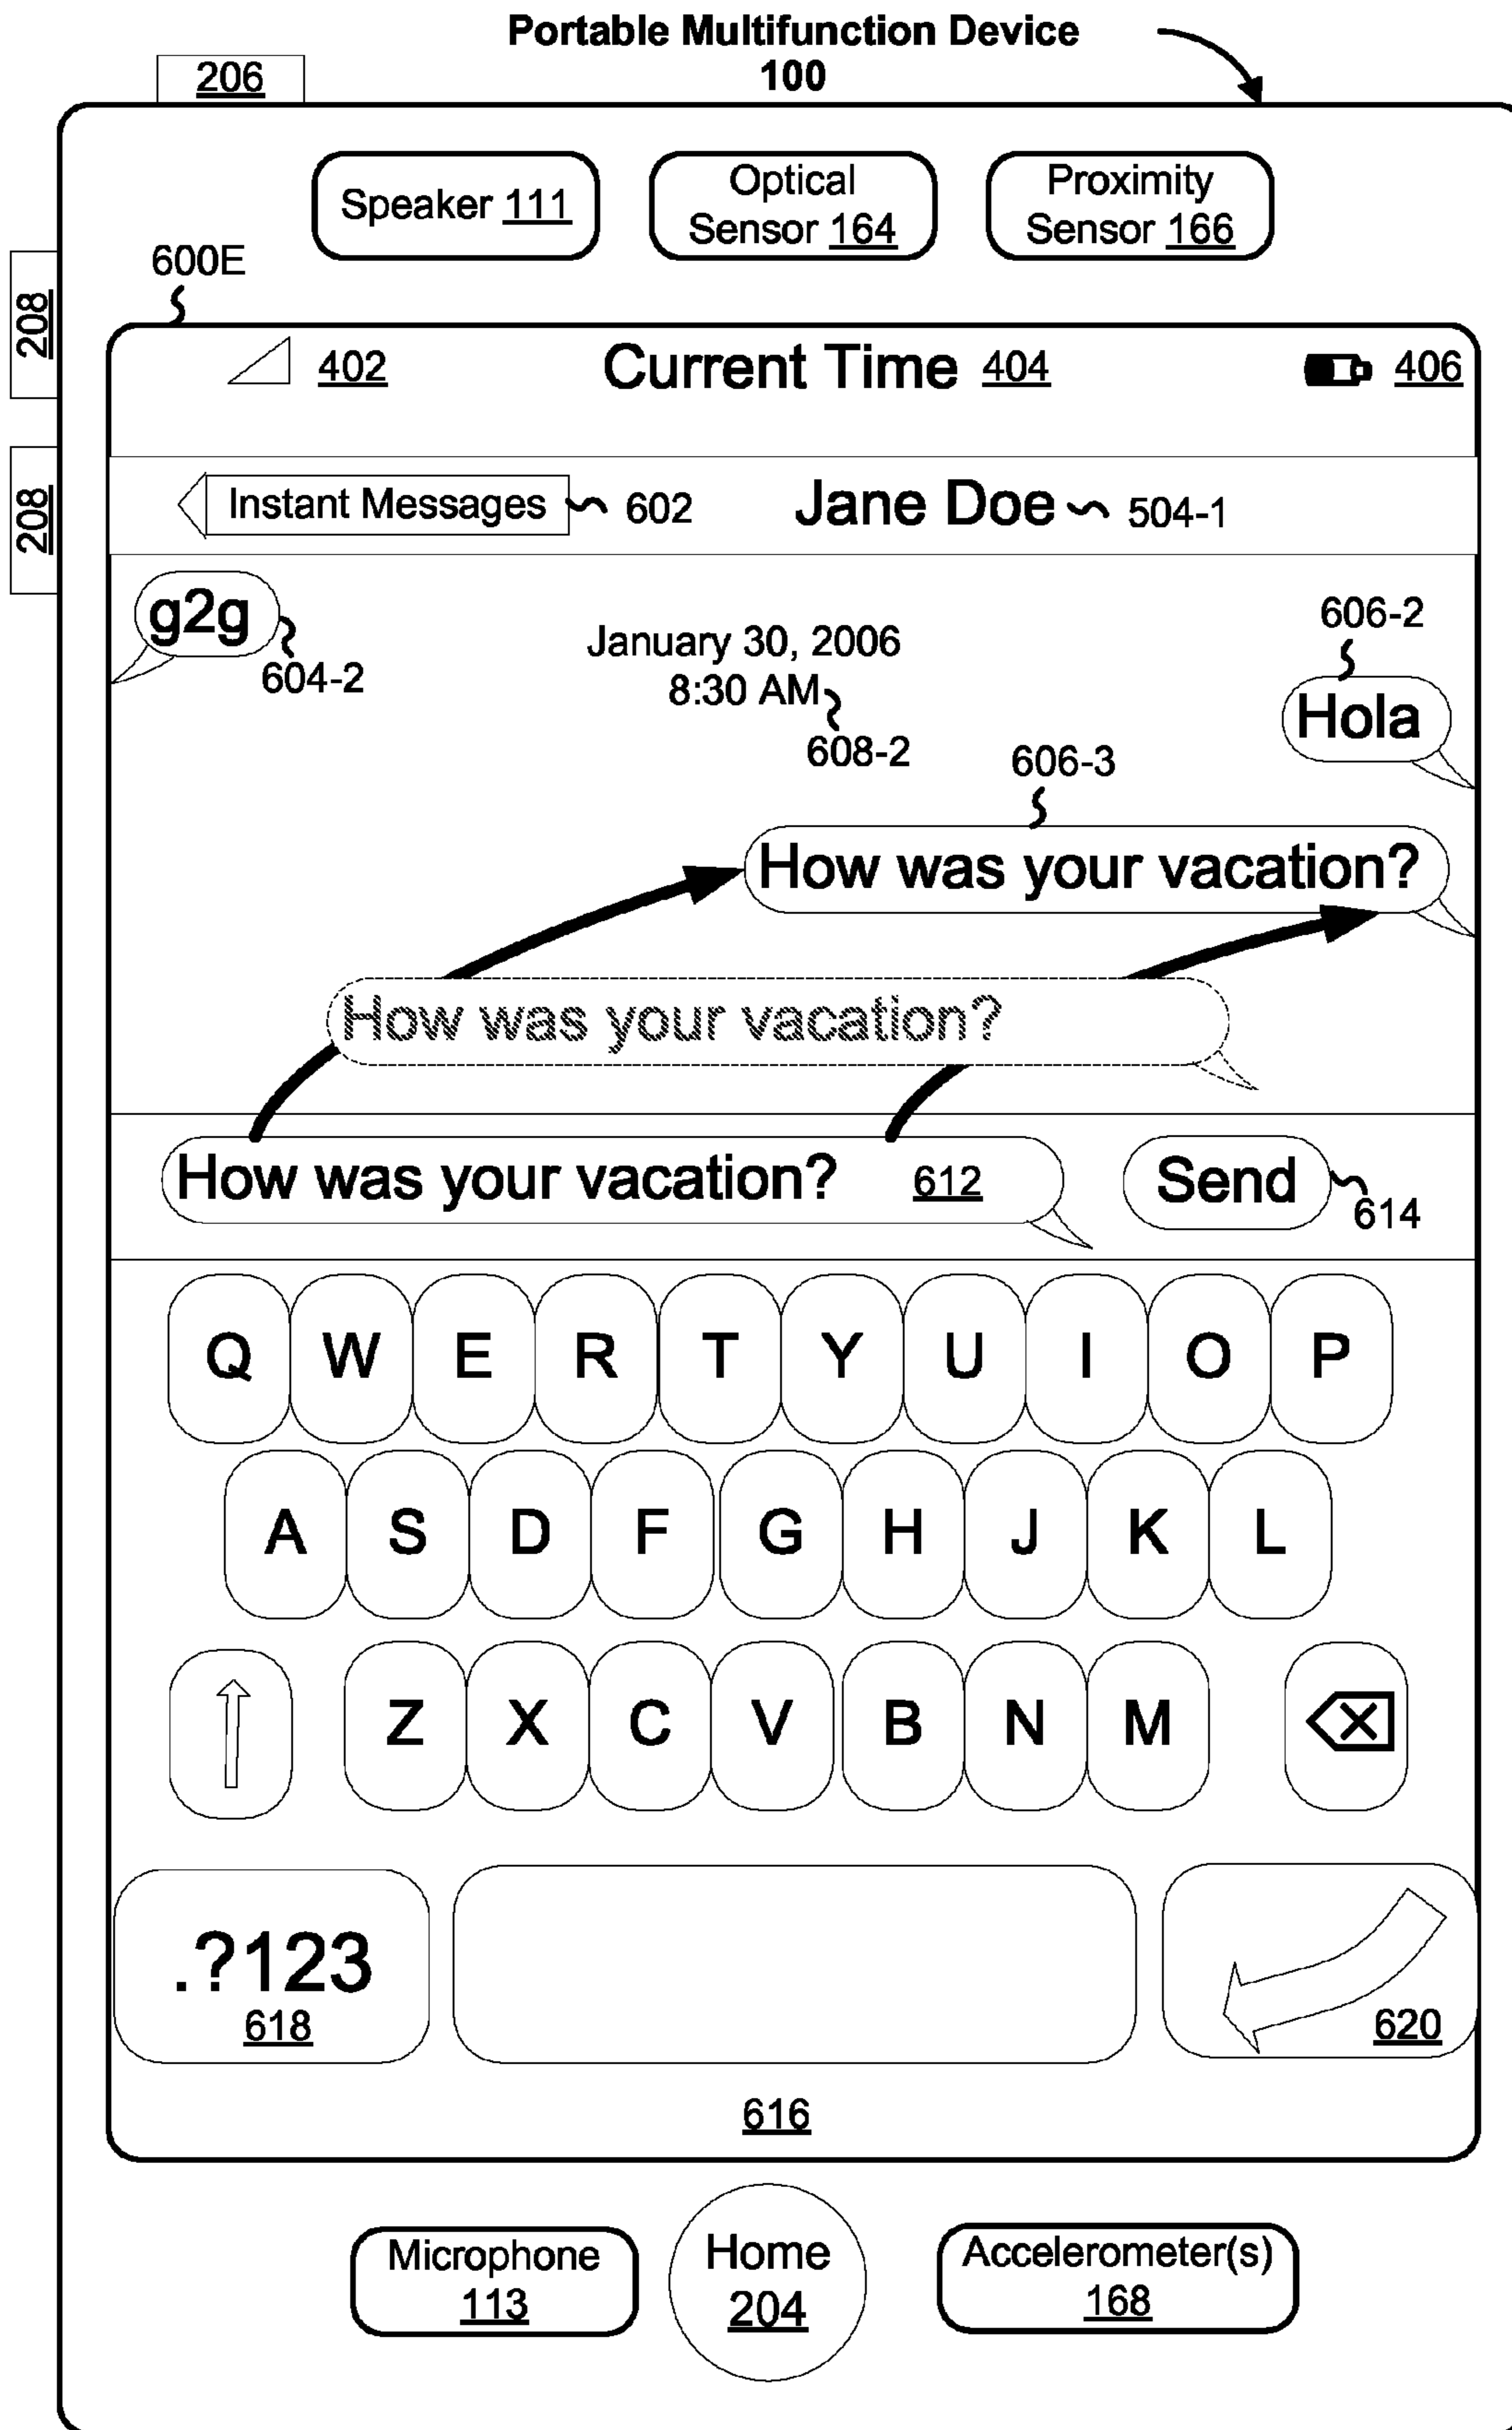 Portable Multifunction Device
100
206
Speaker 111
Optical
Sensor 164
Proximity
Sensor 166
600E
208
208
402
Current Time 404
406
Instant Messages
602
Jane Doe
504-1
g2g
604-2
January 30, 2006
8:30 AM
608-2
606-2
Hola
606-3
How was your vacation?
How was your vacation?
How was your vacation? 612
Send
614
Q W E R T Y U I O P
A S D F G H J K L
Z X C V B N M
.?123
618
620
616
Microphone
113
Home
204
Accelerometer(s)
168